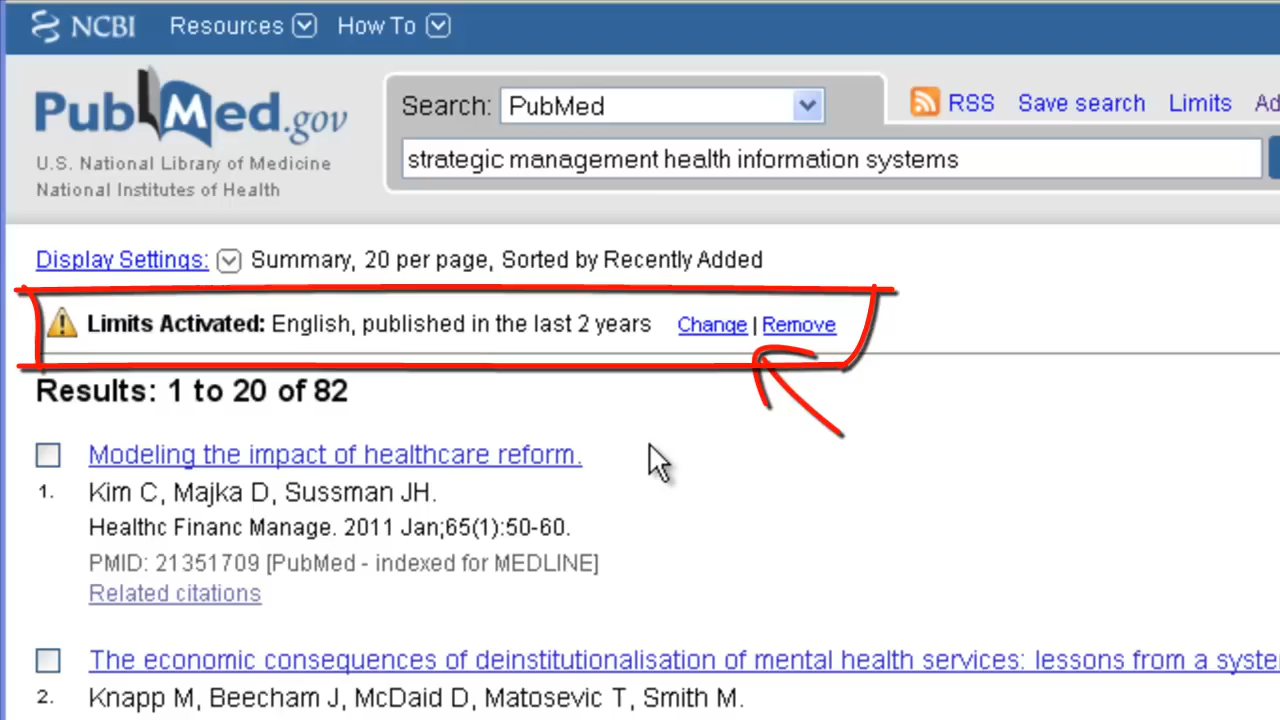 NCBI Resources How To
PubMed.gov
U.S. National Library of Medicine
National Institutes of Health
Search: PubMed
RSS Save search Limits
strategic management health information systems
Display Settings: Summary, 20 per page, Sorted by Recently Added
Limits Activated: English, published in the last 2 years Change | Remove
Results: 1 to 20 of 82
Modeling the impact of healthcare reform.
1. Kim C, Majka D, Sussman JH.
Healthc Financ Manage. 2011 Jan;65(1):50-60.
PMID: 21351709 [PubMed - indexed for MEDLINE]
Related citations
The economic consequences of deinstitutionalisation of mental health services: lessons from a syste
2. Knapp M, Beecham J, McDaid D, Matosevic T, Smith M.